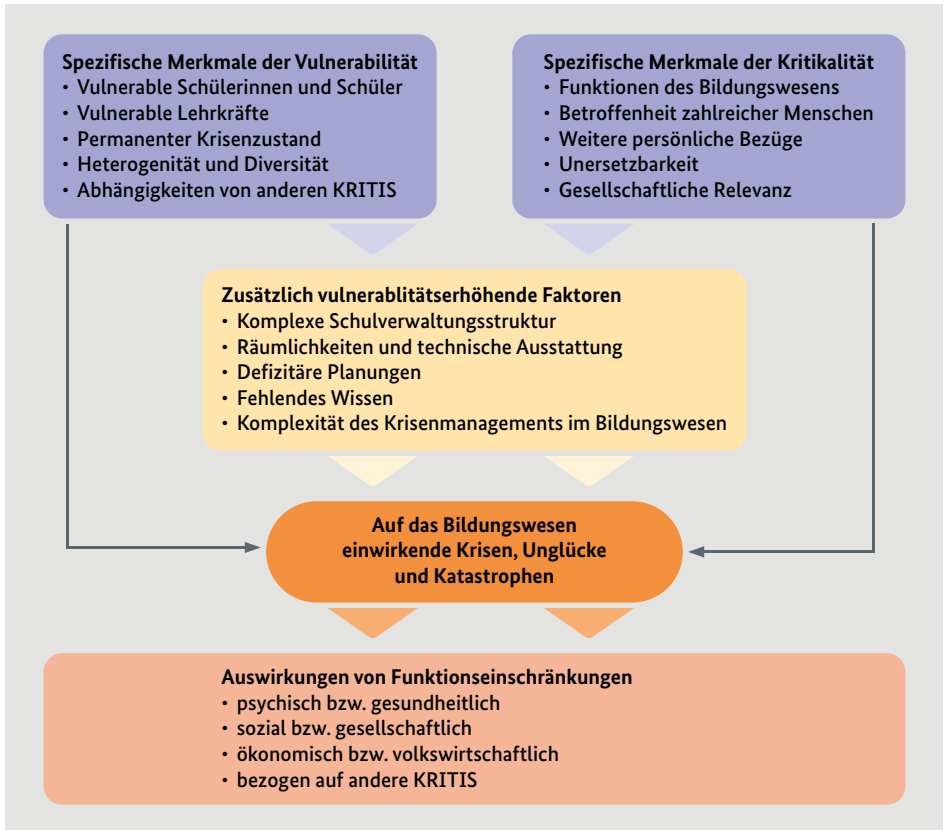 Spezifische Merkmale der Vulnerabilität
• Vulnerable Schülerinnen und Schüler
• Vulnerable Lehrkräfte
• Permanenter Krisenzustand
• Heterogenität und Diversität
• Abhängigkeiten von anderen KRITIS
Spezifische Merkmale der Kritikalität
• Funktionen des Bildungswesens
• Betroffenheit zahlreicher Menschen
• Weitere persönliche Bezüge
• Unersetzbarkeit
• Gesellschaftliche Relevanz
Zusätzlich vulnerablitätserhöhende Faktoren
• Komplexe Schulverwaltungsstruktur
• Räumlichkeiten und technische Ausstattung
• Defizitäre Planungen
• Fehlendes Wissen
• Komplexität des Krisenmanagements im Bildungswesen
Auf das Bildungswesen
einwirkende Krisen, Unglücke
und Katastrophen
Auswirkungen von Funktionseinschränkungen
• psychisch bzw. gesundheitlich
• sozial bzw. gesellschaftlich
• ökonomisch bzw. volkswirtschaftlich
• bezogen auf andere KRITIS